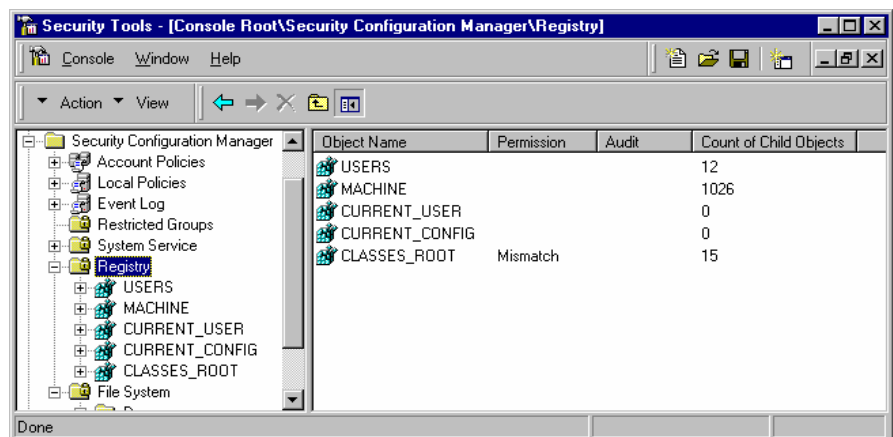 Security Tools - [Console Root\Security Configuration Manager\Registry]
Console Window Help
Action View
Security Configuration Manager
Account Policies
Local Policies
Event Log
Restricted Groups
System Service
Registry
USERS
MACHINE
CURRENT_USER
CURRENT_CONFIG
CLASSES_ROOT
File System
Object Name Permission Audit Count of Child Objects
USERS 12
MACHINE 1026
CURRENT_USER 0
CURRENT_CONFIG 0
CLASSES_ROOT Mismatch 15
Done